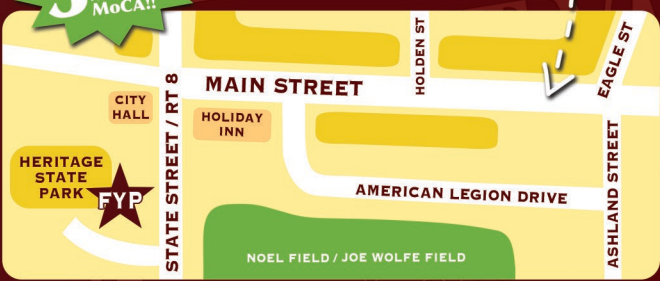 MoCA!!
MAIN STREET
HOLDEN ST
EAGLE ST
CITY
HALL
STATE STREET / RT 8
HOLIDAY
INN
HERITAGE
STATE
PARK
FYP
AMERICAN LEGION DRIVE
ASHLAND STREET
NOEL FIELD / JOE WOLFE FIELD